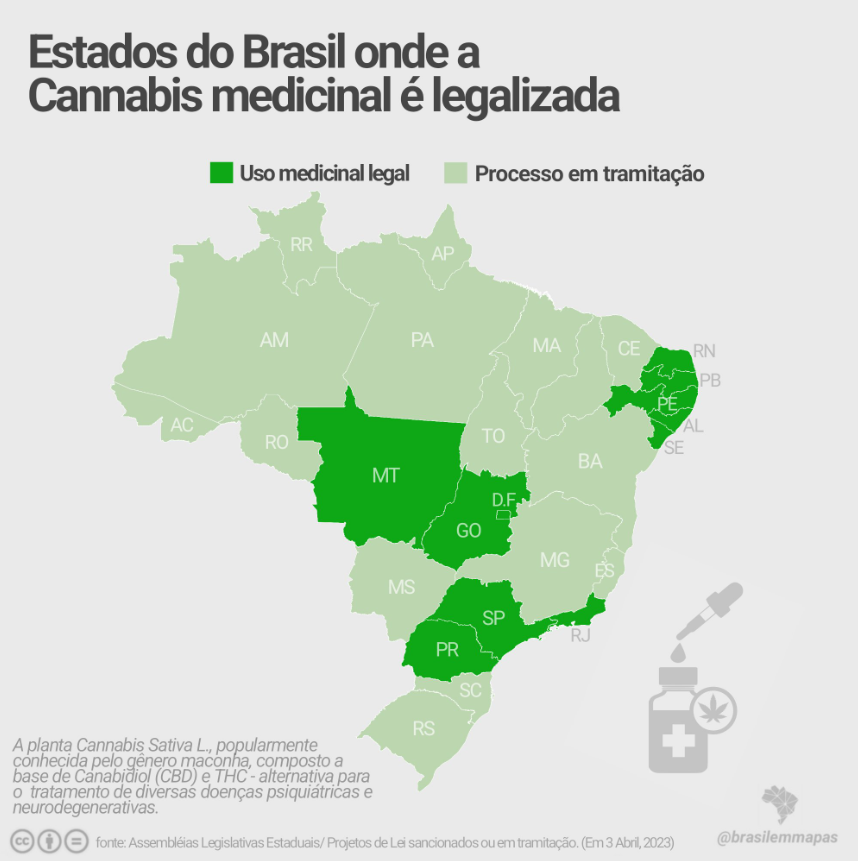 Estados do Brasil onde a
Cannabis medicinal é legalizada
Uso medicinal legal
Processo em tramitação
RR
AP
AM
PA
MA
CE
RN
PB
PE
AL
SE
AC
RO
TO
BA
MT
D.F
GO
MG
ES
MS
SP
RJ
PR
SC
RS
A planta Cannabis Sativa L., popularmente
conhecida pelo gênero maconha, composto a
base de Canabidiol (CBD) e THC - alternativa para
o tratamento de diversas doenças psiquiátricas e
neurodegenerativas.
cc
fonte: Assembléias Legislativas Estaduais/ Projetos de Lei sancionados ou em tramitação. (Em 3 Abril, 2023)
@brasilemmapas